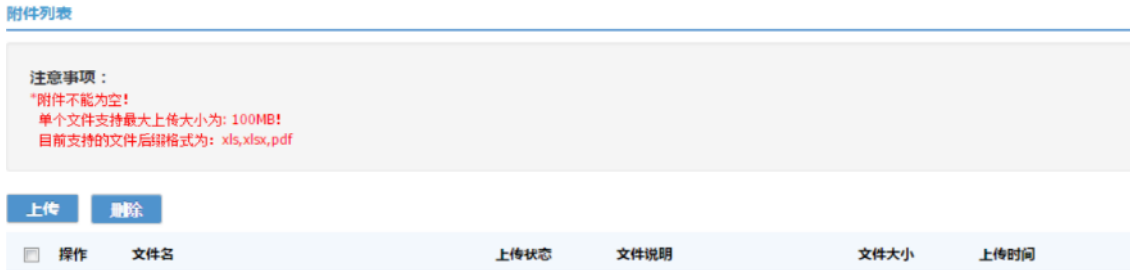 附件列表
注意事项：
*附件不能为空!
单个文件支持最大上传大小为: 100MB!
目前支持的文件后缀格式为：xls,xlsx,pdf
上传 删除
操作 文件名 上传状态 文件说明 文件大小 上传时间